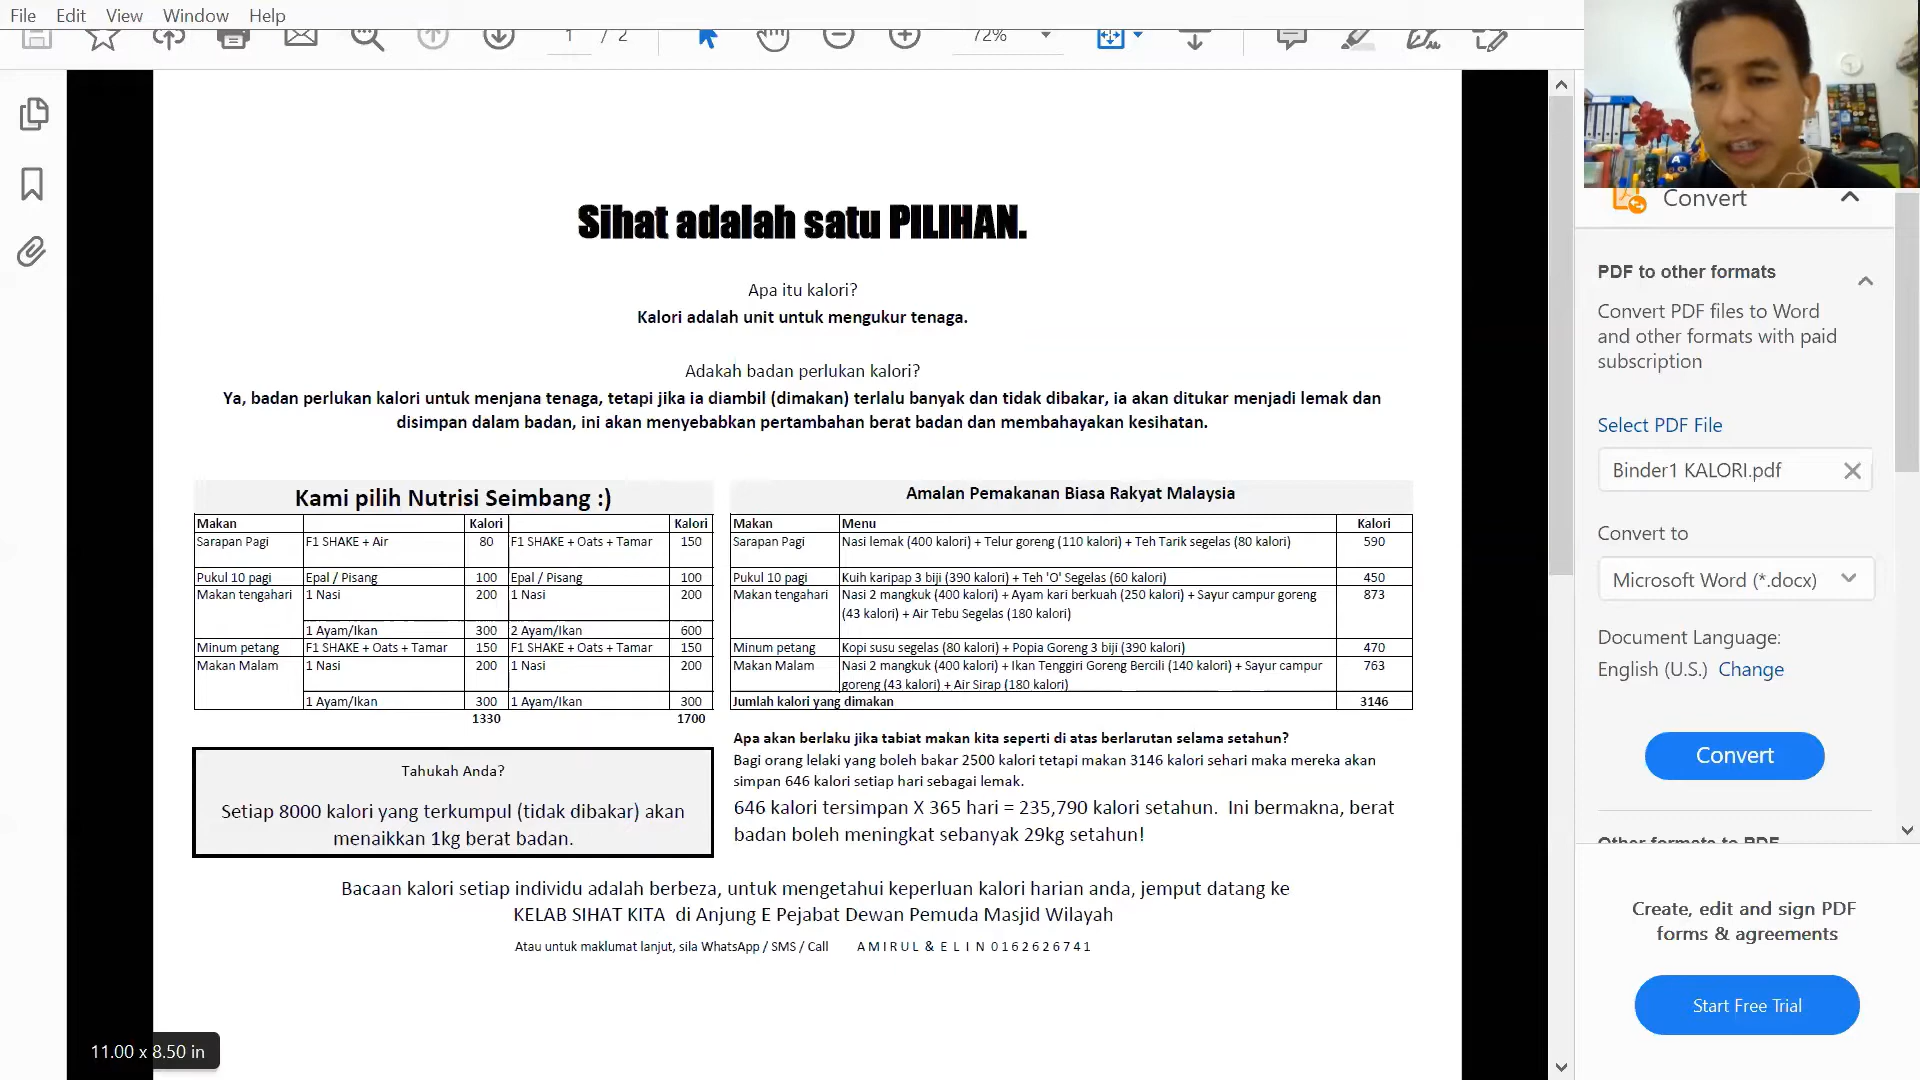 File Edit View Window Help
1 / 2 72%
Sihat adalah satu PILIHAN.
Apa itu kalori?
Kalori adalah unit untuk mengukur tenaga.
Adakah badan perlukan kalori?
Ya, badan perlukan kalori untuk menjana tenaga, tetapi jika ia diambil (dimakan) terlalu banyak dan tidak dibakar, ia akan ditukar menjadi lemak dan
disimpan dalam badan, ini akan menyebabkan pertambahan berat badan dan membahayakan kesihatan.
Kami pilih Nutrisi Seimbang :)
Makan Kalori Kalori
Sarapan Pagi F1 SHAKE + Air 80 F1 SHAKE + Oats + Tamar 150
Pukul 10 pagi Epal / Pisang 100 Epal / Pisang 100
Makan tengahari 1 Nasi 200 1 Nasi 200
1 Ayam/Ikan 300 2 Ayam/Ikan 600
Minum petang F1 SHAKE + Oats + Tamar 150 F1 SHAKE + Oats + Tamar 150
Makan Malam 1 Nasi 200 1 Nasi 200
1 Ayam/Ikan 300 1 Ayam/Ikan 300
1330 1700
Tahukah Anda?
Setiap 8000 kalori yang terkumpul (tidak dibakar) akan
menaikkan 1kg berat badan.
Amalan Pemakanan Biasa Rakyat Malaysia
Makan Menu Kalori
Sarapan Pagi Nasi lemak (400 kalori) + Telur goreng (110 kalori) + Teh Tarik segelas (80 kalori) 590
Pukul 10 pagi Kuih karipap 3 biji (390 kalori) + Teh 'O' Segelas (60 kalori) 450
Makan tengahari Nasi 2 mangkuk (400 kalori) + Ayam kari berkuah (250 kalori) + Sayur campur goreng 873
(43 kalori) + Air Tebu Segelas (180 kalori)
Minum petang Kopi susu segelas (80 kalori) + Popia Goreng 3 biji (390 kalori) 470
Makan Malam Nasi 2 mangkuk (400 kalori) + Ikan Tenggiri Goreng Bercili (140 kalori) + Sayur campur 763
goreng (43 kalori) + Air Sirap (180 kalori)
Jumlah kalori yang dimakan 3146
Apa akan berlaku jika tabiat makan kita seperti di atas berlarutan selama setahun?
Bagi orang lelaki yang boleh bakar 2500 kalori tetapi makan 3146 kalori sehari maka mereka akan
simpan 646 kalori setiap hari sebagai lemak.
646 kalori tersimpan X 365 hari = 235,790 kalori setahun. Ini bermakna, berat
badan boleh meningkat sebanyak 29kg setahun!
Bacaan kalori setiap individu adalah berbeza, untuk mengetahui keperluan kalori harian anda, jemput datang ke
KELAB SIHAT KITA di Anjung E Pejabat Dewan Pemuda Masjid Wilayah
Atau untuk maklumat lanjut, sila WhatsApp / SMS / Call A M I R U L & E L I N 0 1 6 2 6 2 6 7 4 1
11.00 x 8.50 in
Convert
PDF to other formats
Convert PDF files to Word
and other formats with paid
subscription
Select PDF File
Binder1 KALORI.pdf
Convert to
Microsoft Word (*.docx)
Document Language:
English (U.S.) Change
Convert
Other formats to PDF
Create, edit and sign PDF
forms & agreements
Start Free Trial